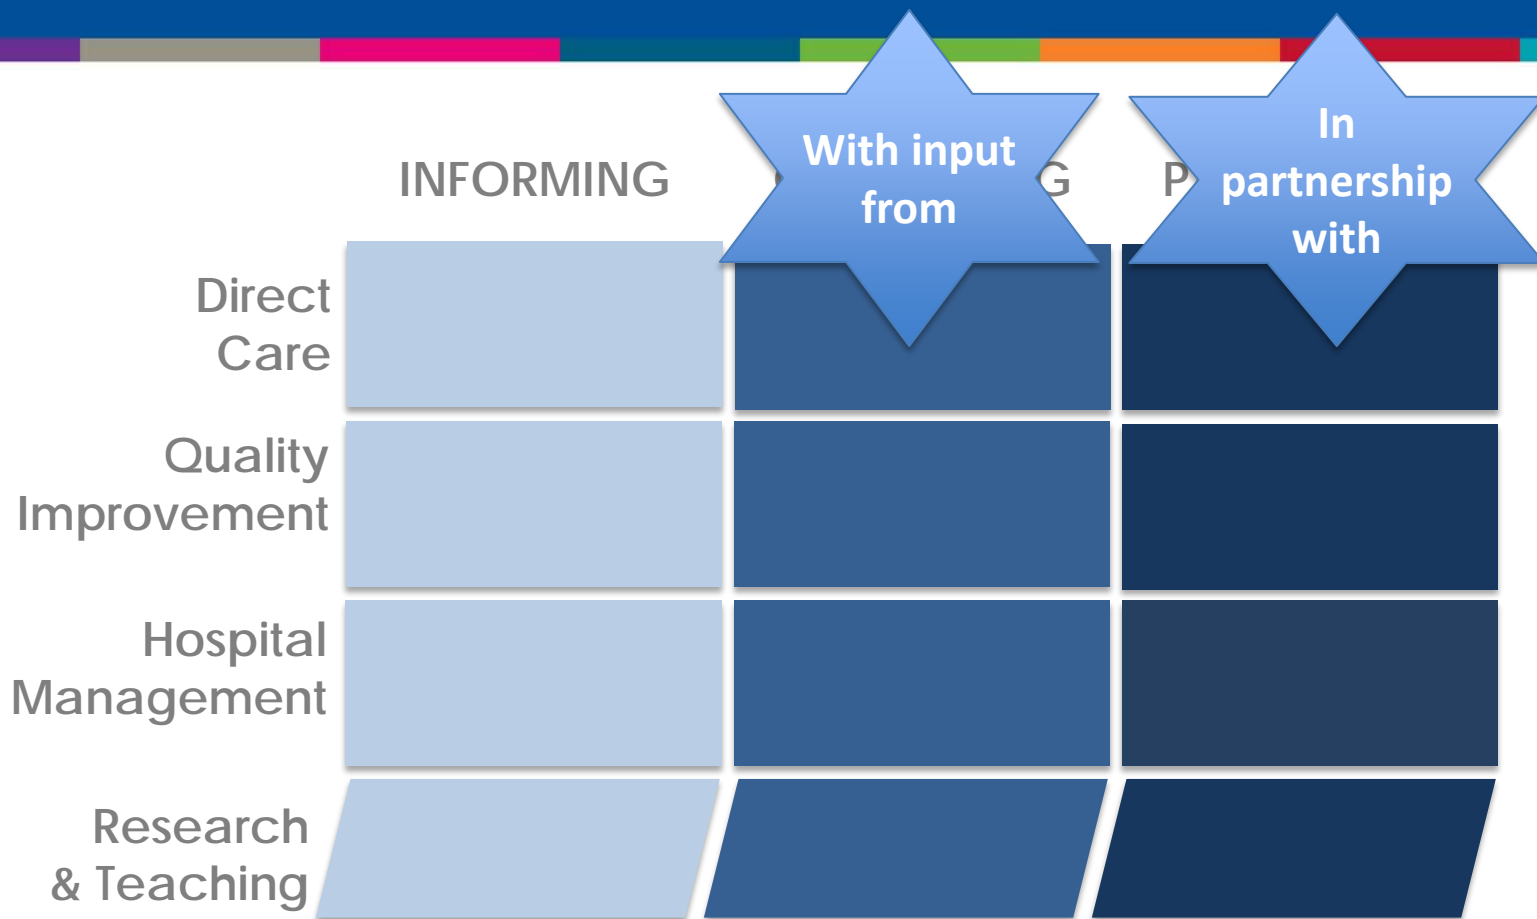 INFORMING
With input
from
In
partnership
with
Direct
Care
Quality
Improvement
Hospital
Management
Research
& Teaching